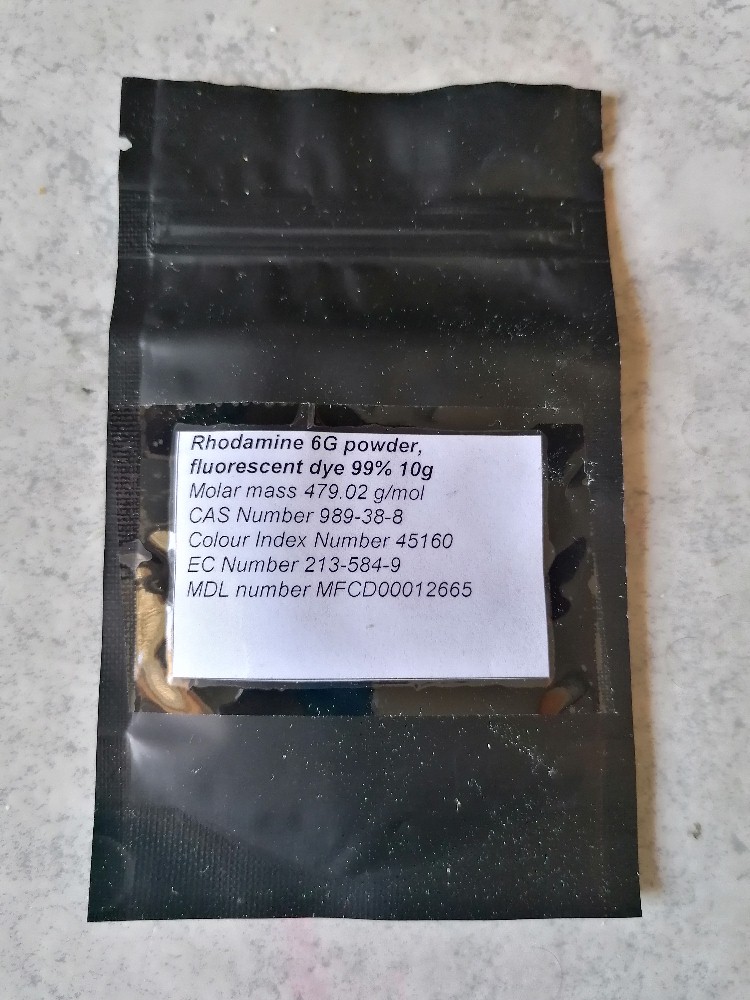 Rhodamine 6G powder,
fluorescent dye 99% 10g
Molar mass 479.02 g/mol
CAS Number 989-38-8
Colour Index Number 45160
EC Number 213-584-9
MDL number MFCD00012665